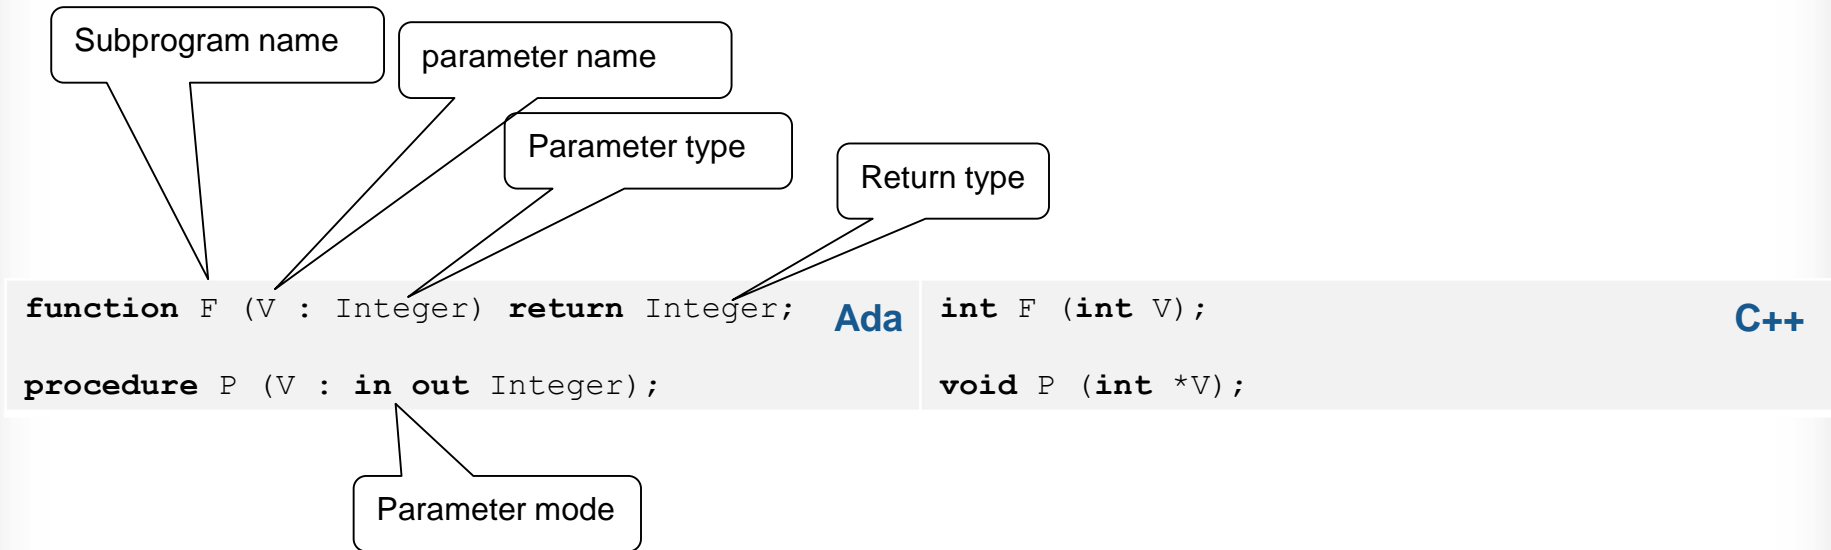 Subprogram name
parameter name
Parameter type
Return type
function F (V : Integer) return Integer;
Ada
int F (int V);
C++
procedure P (V : in out Integer);
void P (int *V);
Parameter mode